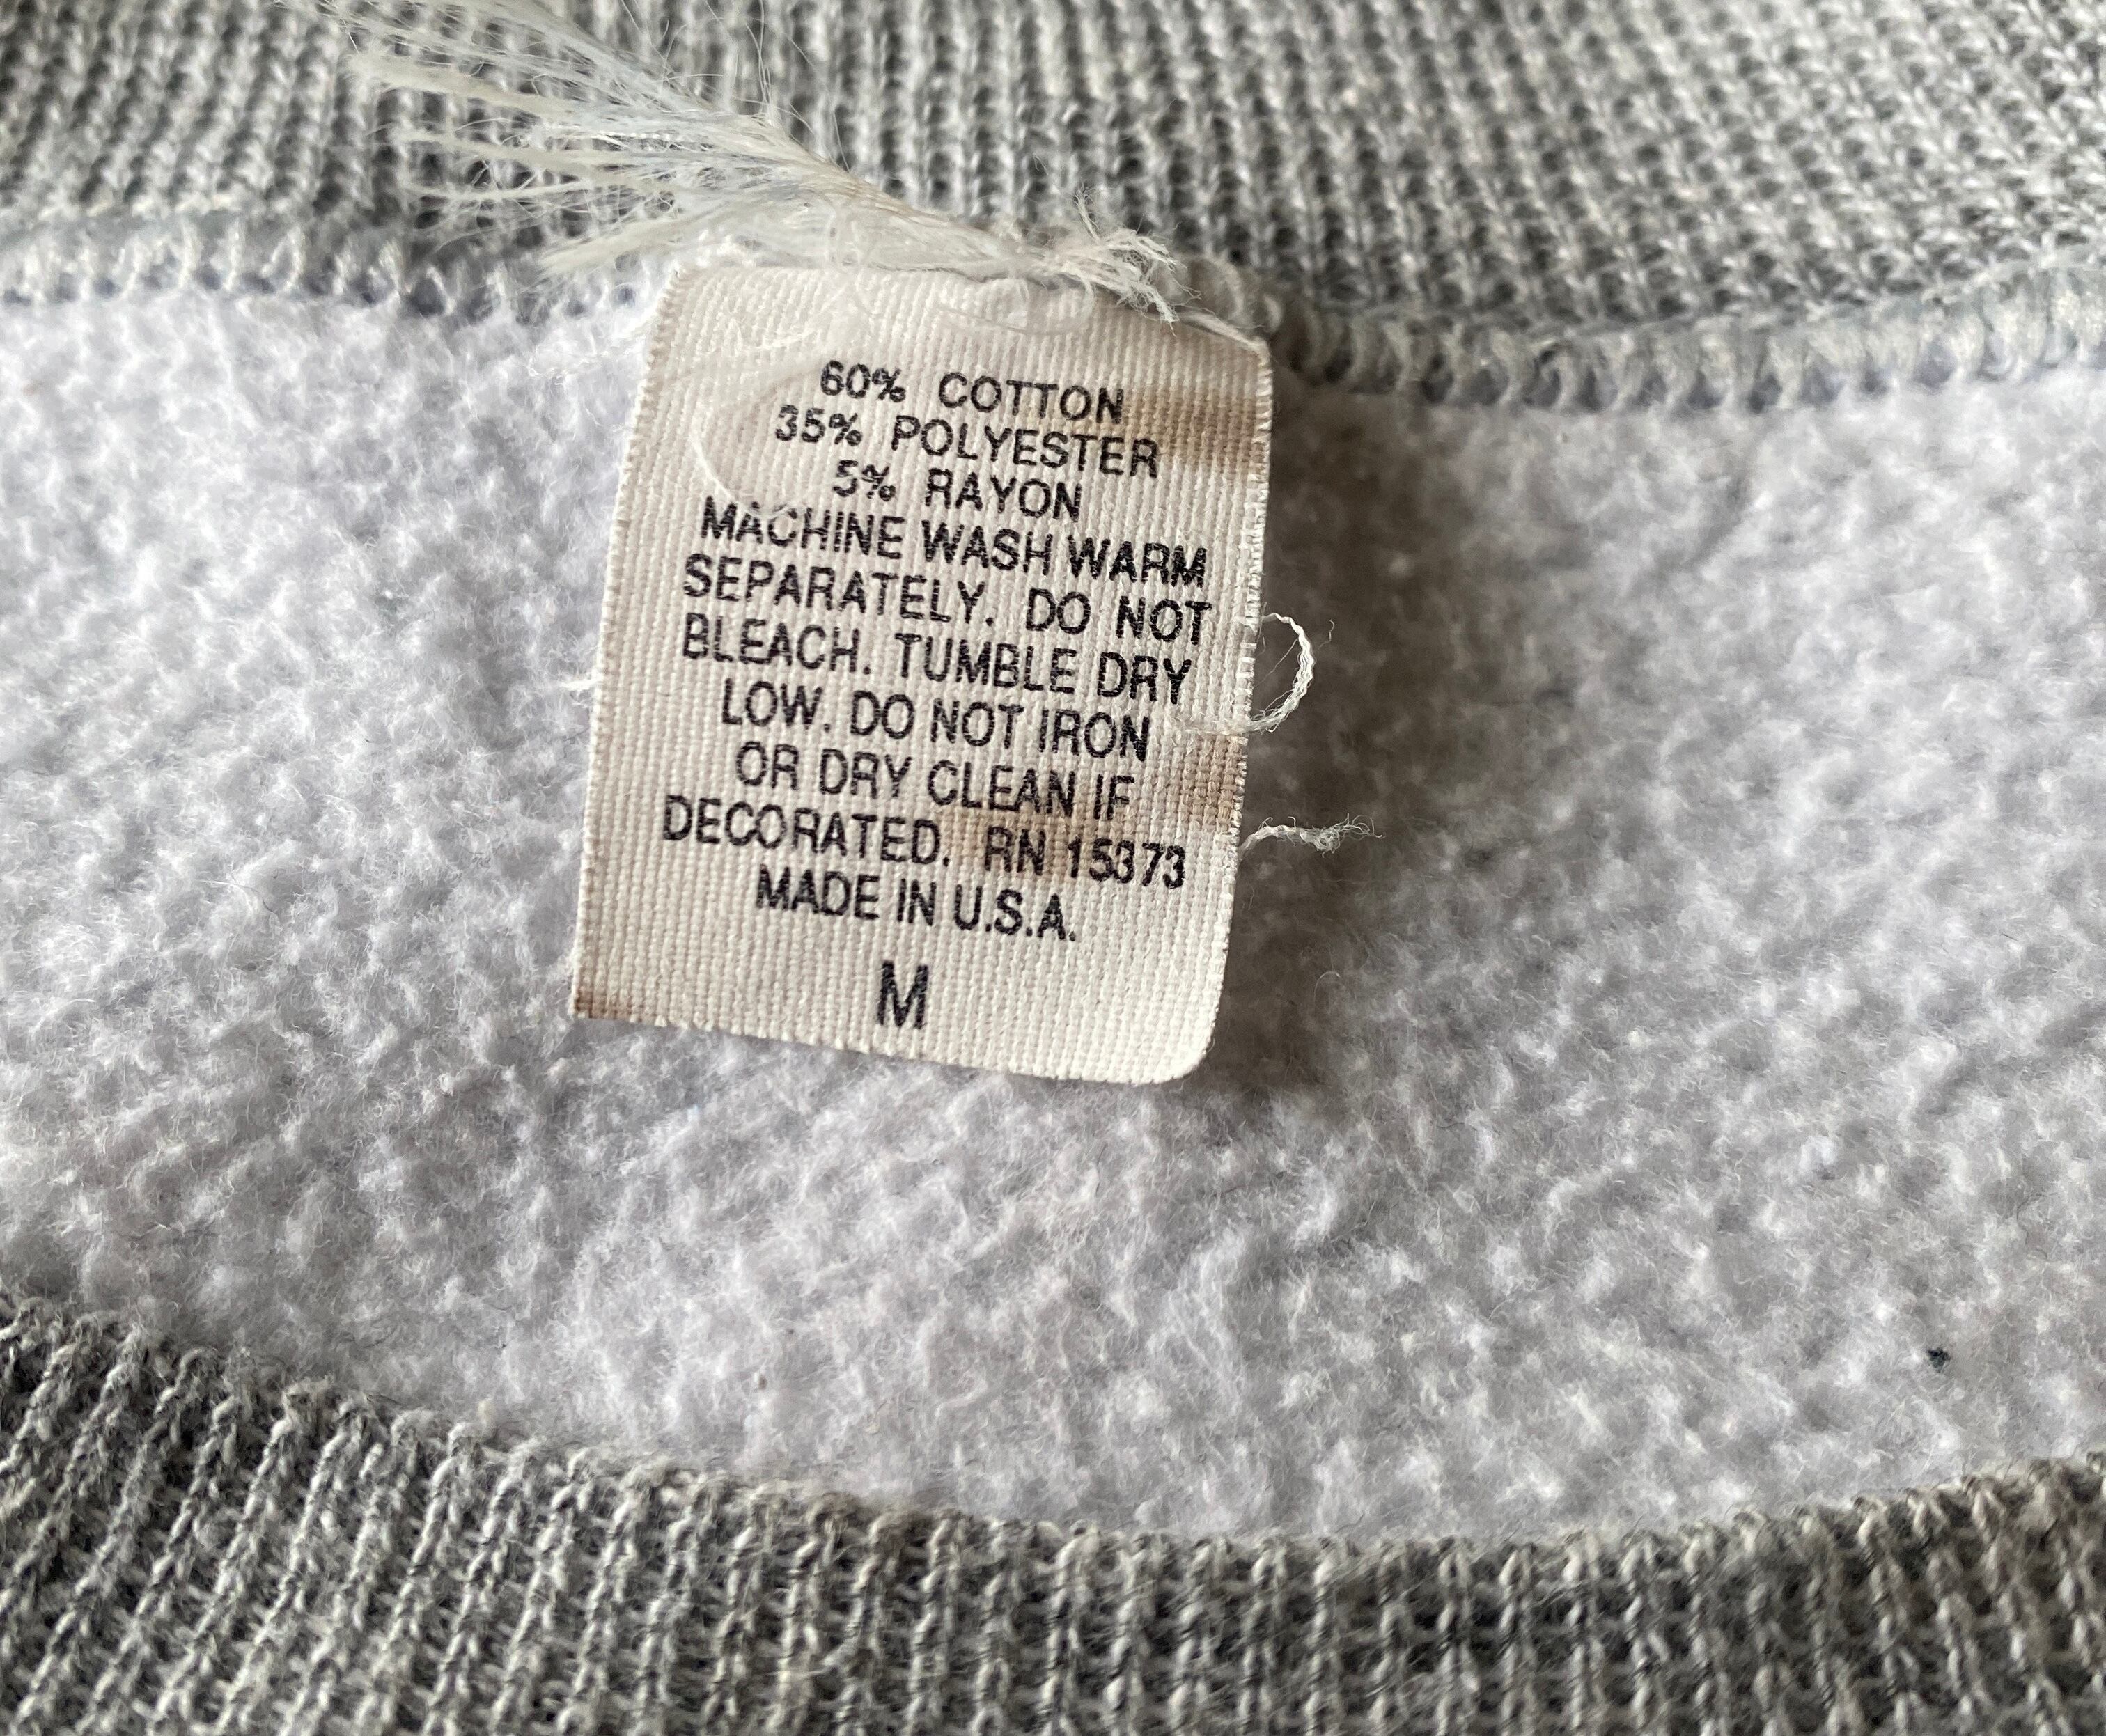 60% COTTON
35% POLYESTER
5% RAYON
MACHINE WASH WARM
SEPARATELY. DO NOT
BLEACH. TUMBLE DRY
LOW. DO NOT IRON
OR DRY CLEAN IF
DECORATED. RN 15373
MADE IN U.S.A.
M